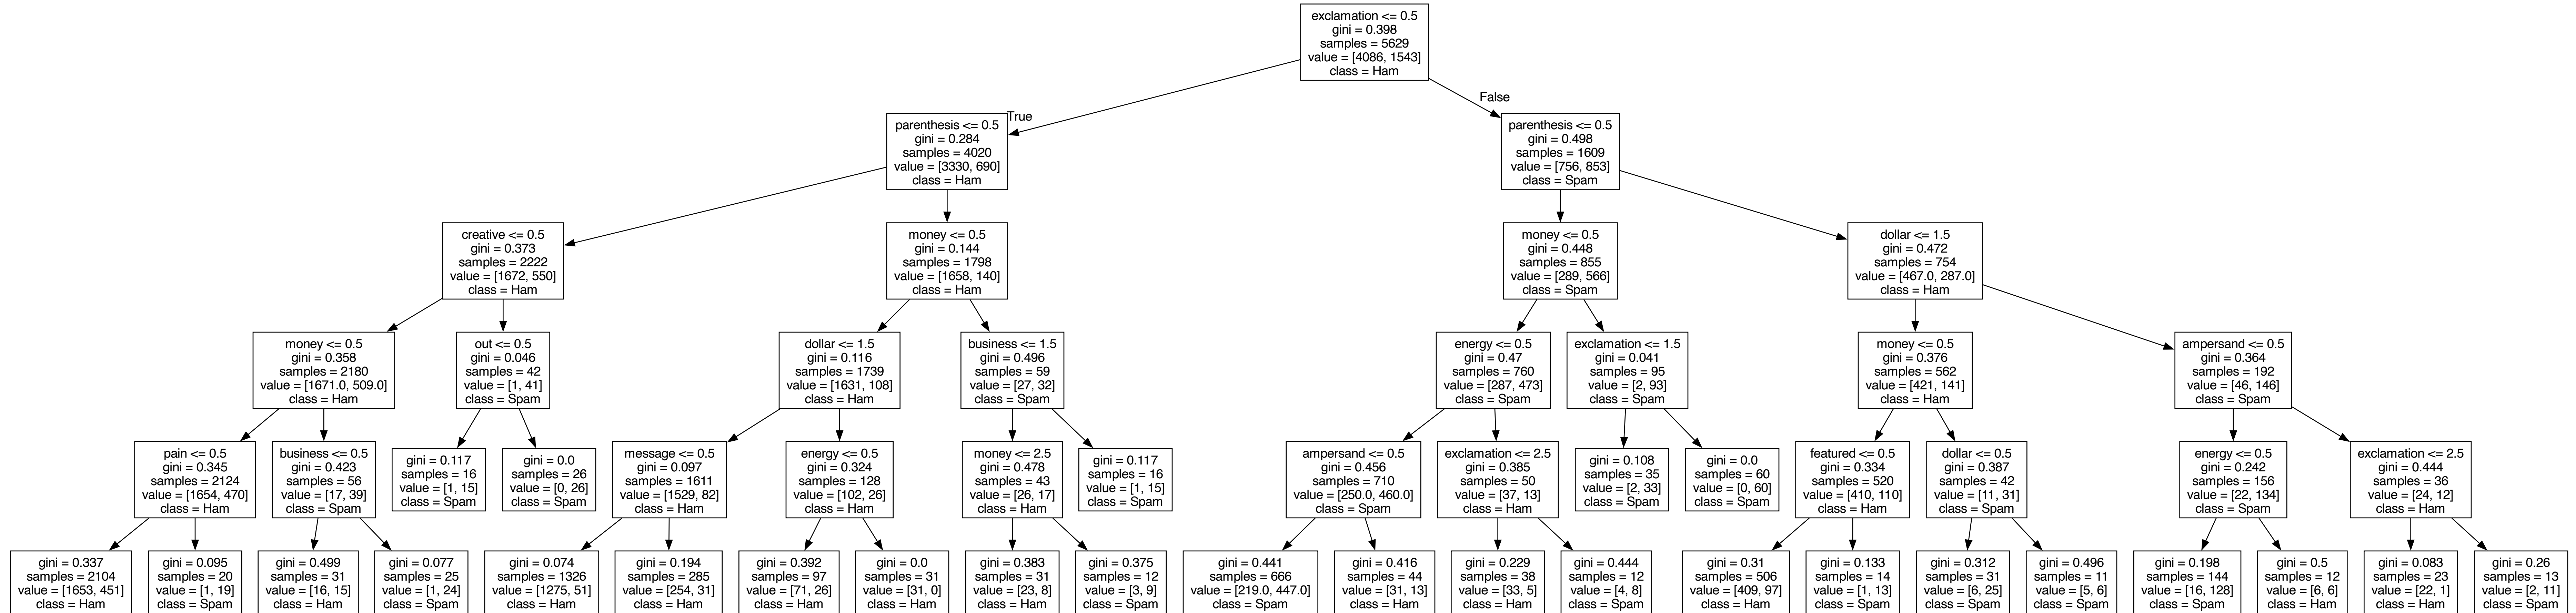 exclamation <= 0.5
gini = 0.398
samples = 5629
value = [4086, 1543]
class = Ham
True
False
parenthesis <= 0.5
gini = 0.284
samples = 4020
value = [3330, 690]
class = Ham
parenthesis <= 0.5
gini = 0.498
samples = 1609
value = [756, 853]
class = Spam
creative <= 0.5
gini = 0.373
samples = 2222
value = [1672, 550]
class = Ham
money <= 0.5
gini = 0.144
samples = 1798
value = [1658, 140]
class = Ham
money <= 0.5
gini = 0.448
samples = 855
value = [289, 566]
class = Spam
dollar <= 1.5
gini = 0.472
samples = 754
value = [467.0, 287.0]
class = Ham
money <= 0.5
gini = 0.358
samples = 2180
value = [1671.0, 509.0]
class = Ham
out <= 0.5
gini = 0.046
samples = 42
value = [1, 41]
class = Spam
dollar <= 1.5
gini = 0.116
samples = 1739
value = [1631, 108]
class = Ham
business <= 1.5
gini = 0.496
samples = 59
value = [27, 32]
class = Spam
energy <= 0.5
gini = 0.47
samples = 760
value = [287, 473]
class = Spam
exclamation <= 1.5
gini = 0.041
samples = 95
value = [2, 93]
class = Spam
money <= 0.5
gini = 0.376
samples = 562
value = [421, 141]
class = Ham
ampersand <= 0.5
gini = 0.364
samples = 192
value = [46, 146]
class = Spam
pain <= 0.5
gini = 0.345
samples = 2124
value = [1654, 470]
class = Ham
business <= 0.5
gini = 0.423
samples = 56
value = [17, 39]
class = Spam
gini = 0.117
samples = 16
value = [1, 15]
class = Spam
gini = 0.0
samples = 26
value = [0, 26]
class = Spam
message <= 0.5
gini = 0.097
samples = 1611
value = [1529, 82]
class = Ham
energy <= 0.5
gini = 0.324
samples = 128
value = [102, 26]
class = Ham
money <= 2.5
gini = 0.478
samples = 43
value = [26, 17]
class = Ham
gini = 0.117
samples = 16
value = [1, 15]
class = Spam
ampersand <= 0.5
gini = 0.456
samples = 710
value = [250.0, 460.0]
class = Spam
exclamation <= 2.5
gini = 0.385
samples = 50
value = [37, 13]
class = Ham
gini = 0.108
samples = 35
value = [2, 33]
class = Spam
gini = 0.0
samples = 60
value = [0, 60]
class = Spam
featured <= 0.5
gini = 0.334
samples = 520
value = [410, 110]
class = Ham
dollar <= 0.5
gini = 0.387
samples = 42
value = [11, 31]
class = Spam
energy <= 0.5
gini = 0.242
samples = 156
value = [22, 134]
class = Spam
exclamation <= 2.5
gini = 0.444
samples = 36
value = [24, 12]
class = Ham
gini = 0.337
samples = 2104
value = [1653, 451]
class = Ham
gini = 0.095
samples = 20
value = [1, 19]
class = Spam
gini = 0.499
samples = 31
value = [16, 15]
class = Ham
gini = 0.077
samples = 25
value = [1, 24]
class = Spam
gini = 0.074
samples = 1326
value = [1275, 51]
class = Ham
gini = 0.194
samples = 285
value = [254, 31]
class = Ham
gini = 0.392
samples = 97
value = [71, 26]
class = Ham
gini = 0.0
samples = 31
value = [31, 0]
class = Ham
gini = 0.383
samples = 31
value = [23, 8]
class = Ham
gini = 0.375
samples = 12
value = [3, 9]
class = Spam
gini = 0.441
samples = 666
value = [219.0, 447.0]
class = Spam
gini = 0.416
samples = 44
value = [31, 13]
class = Ham
gini = 0.229
samples = 38
value = [33, 5]
class = Ham
gini = 0.444
samples = 12
value = [4, 8]
class = Spam
gini = 0.31
samples = 506
value = [409, 97]
class = Ham
gini = 0.133
samples = 14
value = [1, 13]
class = Spam
gini = 0.312
samples = 31
value = [6, 25]
class = Spam
gini = 0.496
samples = 11
value = [5, 6]
class = Spam
gini = 0.198
samples = 144
value = [16, 128]
class = Spam
gini = 0.5
samples = 12
value = [6, 6]
class = Ham
gini = 0.083
samples = 23
value = [22, 1]
class = Ham
gini = 0.26
samples = 13
value = [2, 11]
class = Spam